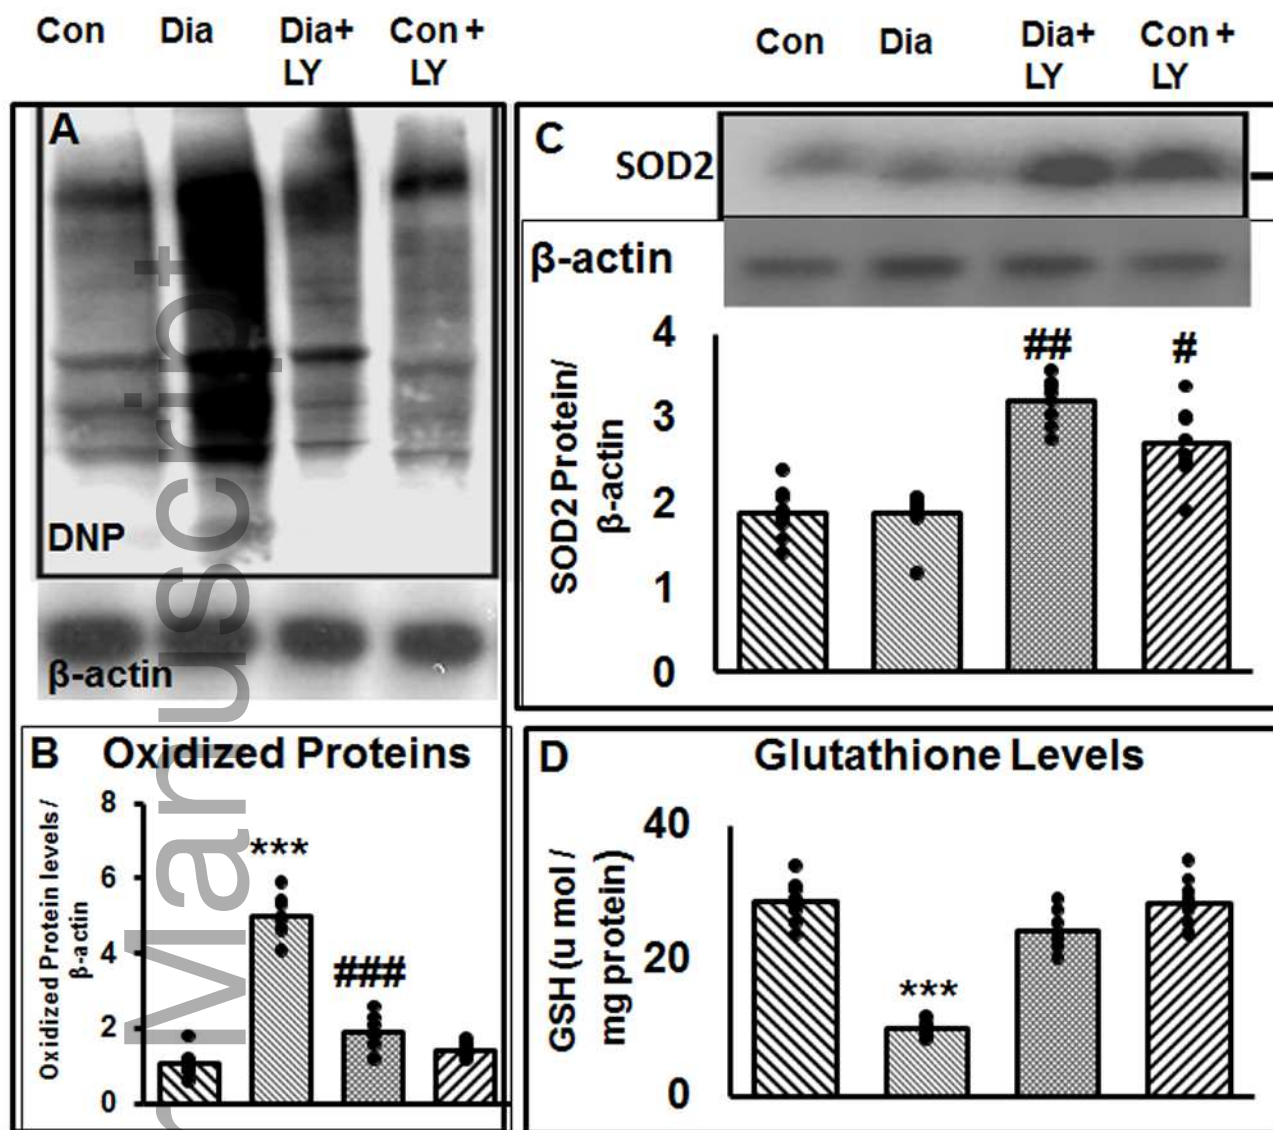 Con Dia Dia+ Con +
LY LY
Con Dia Dia+ Con +
LY LY
A
DNP
β-actin
B Oxidized Proteins
Oxidized Protein levels /
β-actin
8
6
4
2
0
***
###
C
SOD2
β-actin
SOD2 Protein/
β-actin
4
3
2
1
0
##
#
D Glutathione Levels
GSH (u mol /
mg protein)
40
20
0
***
Manuscript